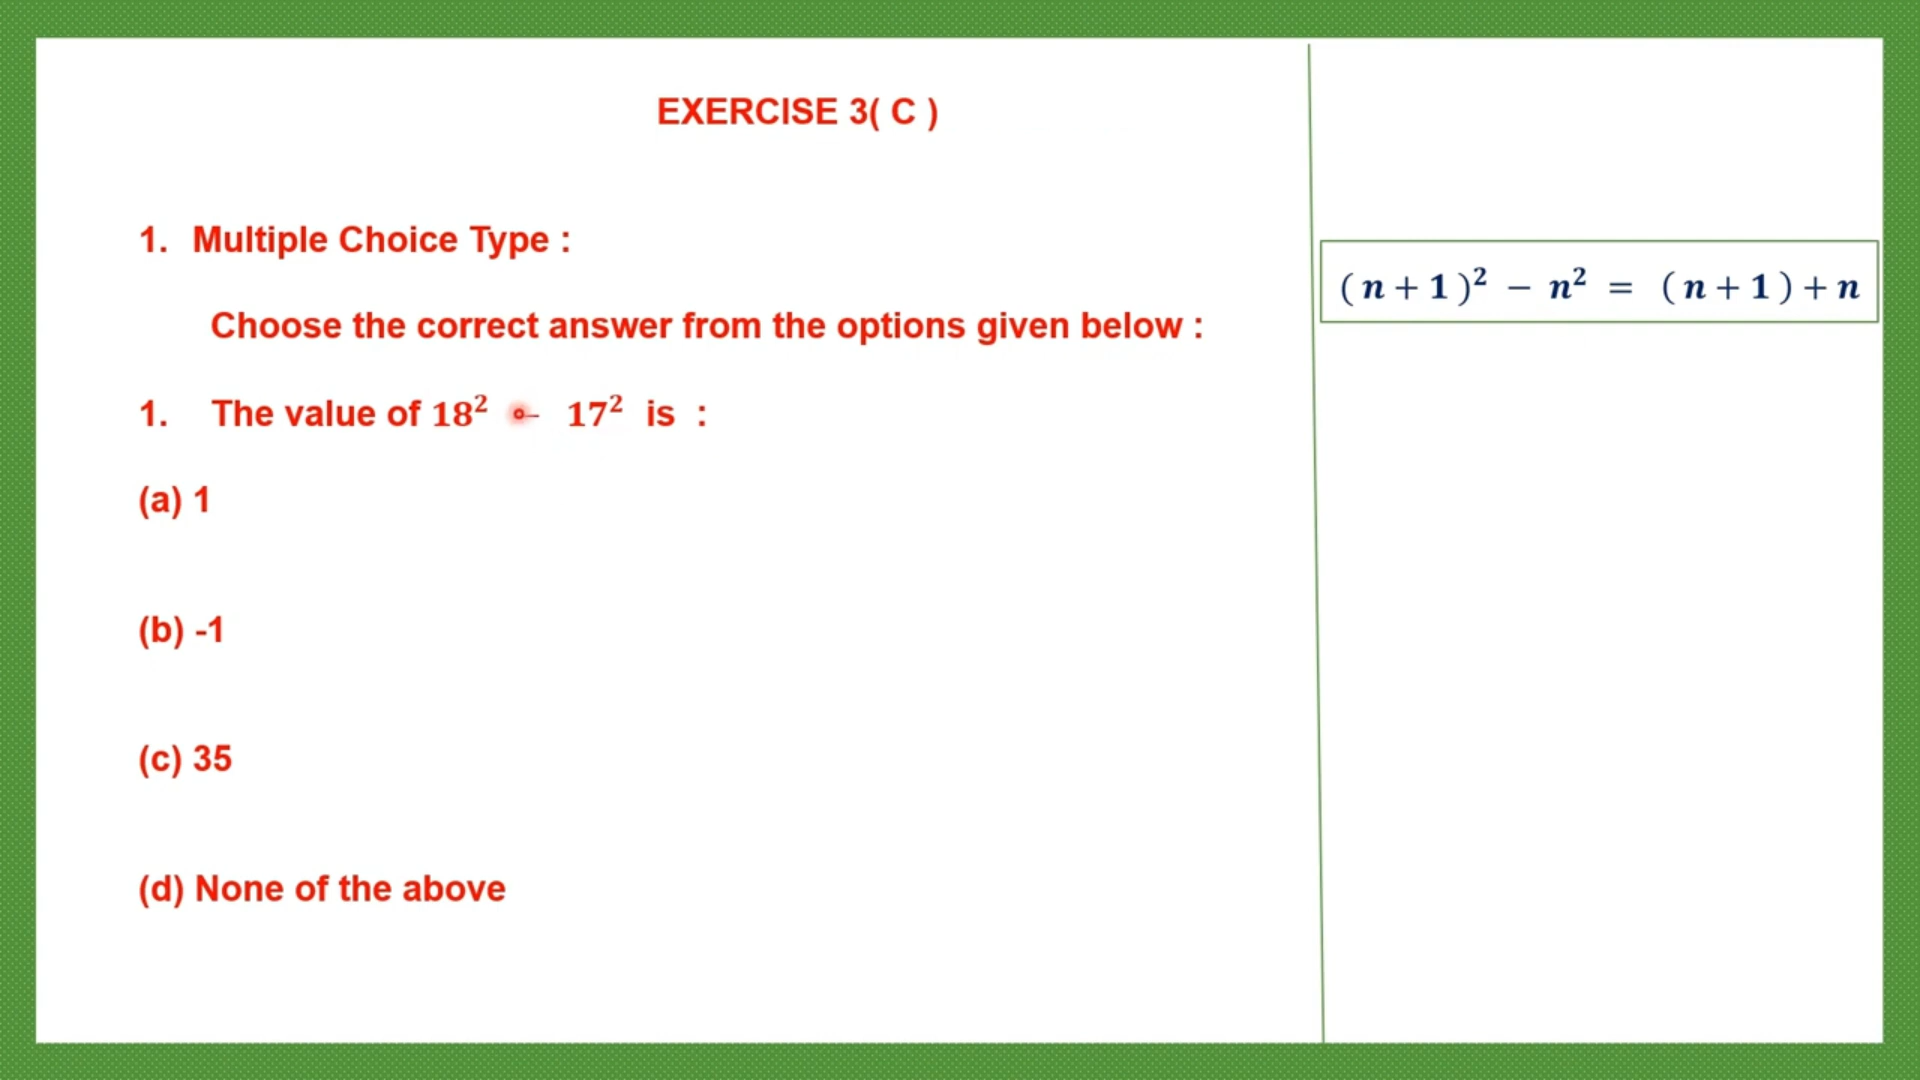 EXERCISE 3( C )
1. Multiple Choice Type :
Choose the correct answer from the options given below :
1. The value of 18² – 17² is :
(a) 1
(b) -1
(c) 35
(d) None of the above
( n + 1 )² – n² = ( n + 1 ) + n